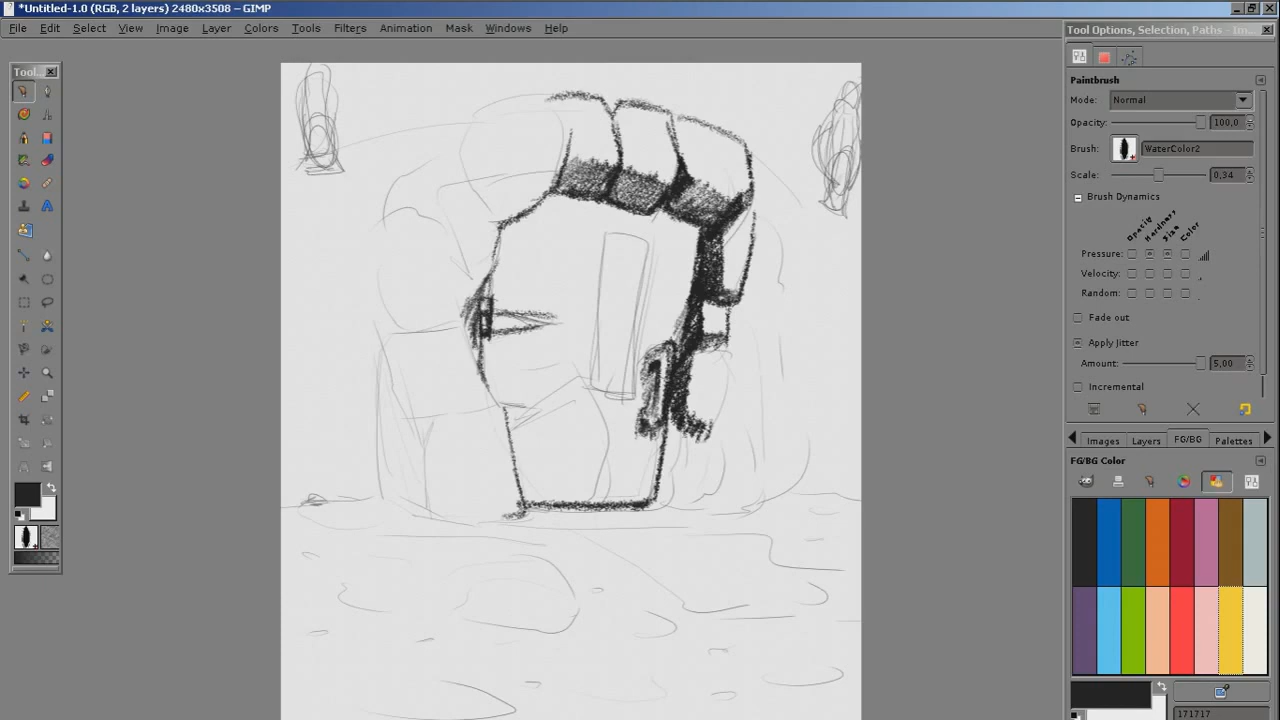 *Untitled-1.0 (RGB, 2 layers) 2480x3508 – GIMP
File Edit Select View Image Layer Colors Tools Filters Animation Mask Windows Help
Tool...
Tool Options, Selection, Paths - Im...
Paintbrush
Mode: Normal
Opacity: 100,0
Brush: WaterColor2
Scale: 0,34
Brush Dynamics
Opacity Hardness Size Color
Pressure:
Velocity:
Random:
Fade out
Apply Jitter
Amount: 5,00
Incremental
Images Layers FG/BG Palettes
FG/BG Color
171717